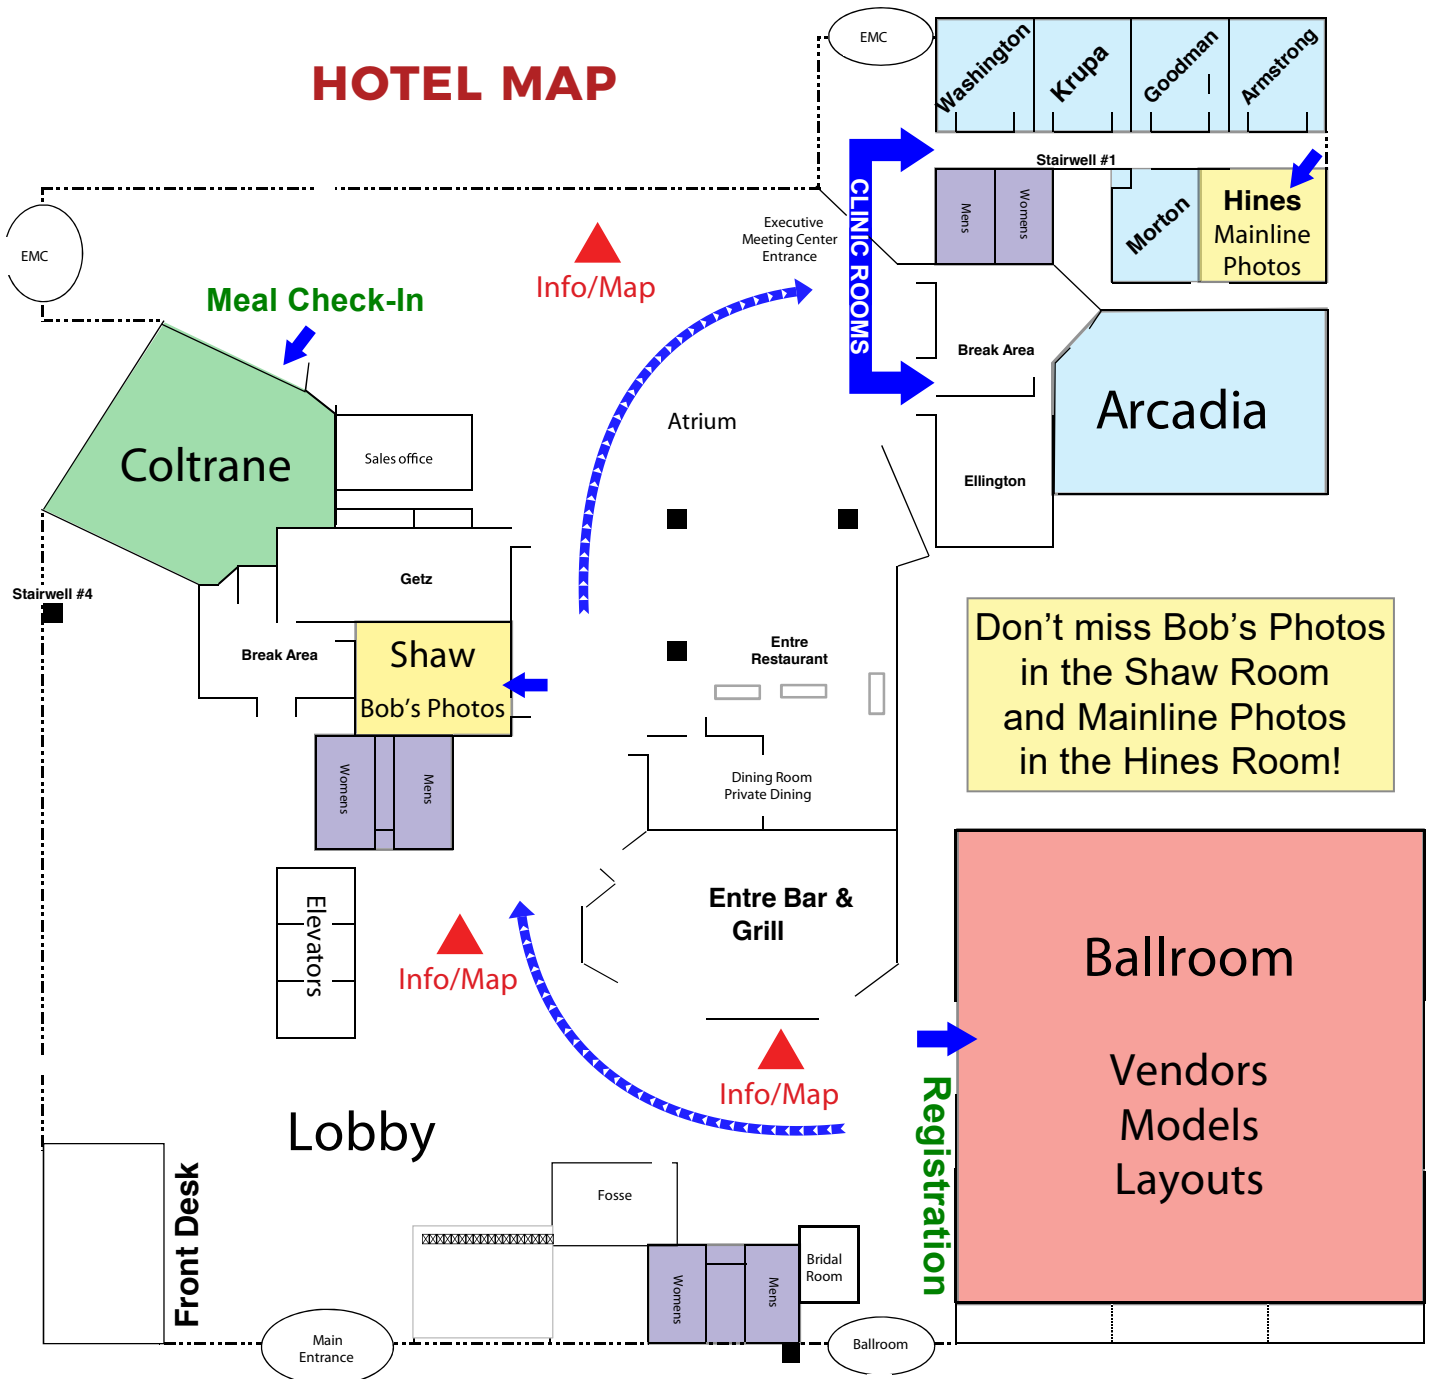 HOTEL MAP
EMC
Washington
Krupa
Goodman
Armstrong
Stairwell #1
CLINIC ROOMS
Mens
Womens
Morton
Hines
Mainline
Photos
Executive
Meeting Center
Entrance
Info/Map
EMC
Meal Check-In
Break Area
Arcadia
Atrium
Coltrane
Sales office
Ellington
Getz
Stairwell #4
Break Area
Shaw
Bob's Photos
Entre
Restaurant
Don't miss Bob's Photos
in the Shaw Room
and Mainline Photos
in the Hines Room!
Womens
Mens
Dining Room
Private Dining
Elevators
Entre Bar &
Grill
Info/Map
Ballroom
Vendors
Models
Layouts
Info/Map
Registration
Lobby
Front Desk
Fosse
Womens
Mens
Bridal
Room
Main
Entrance
Ballroom